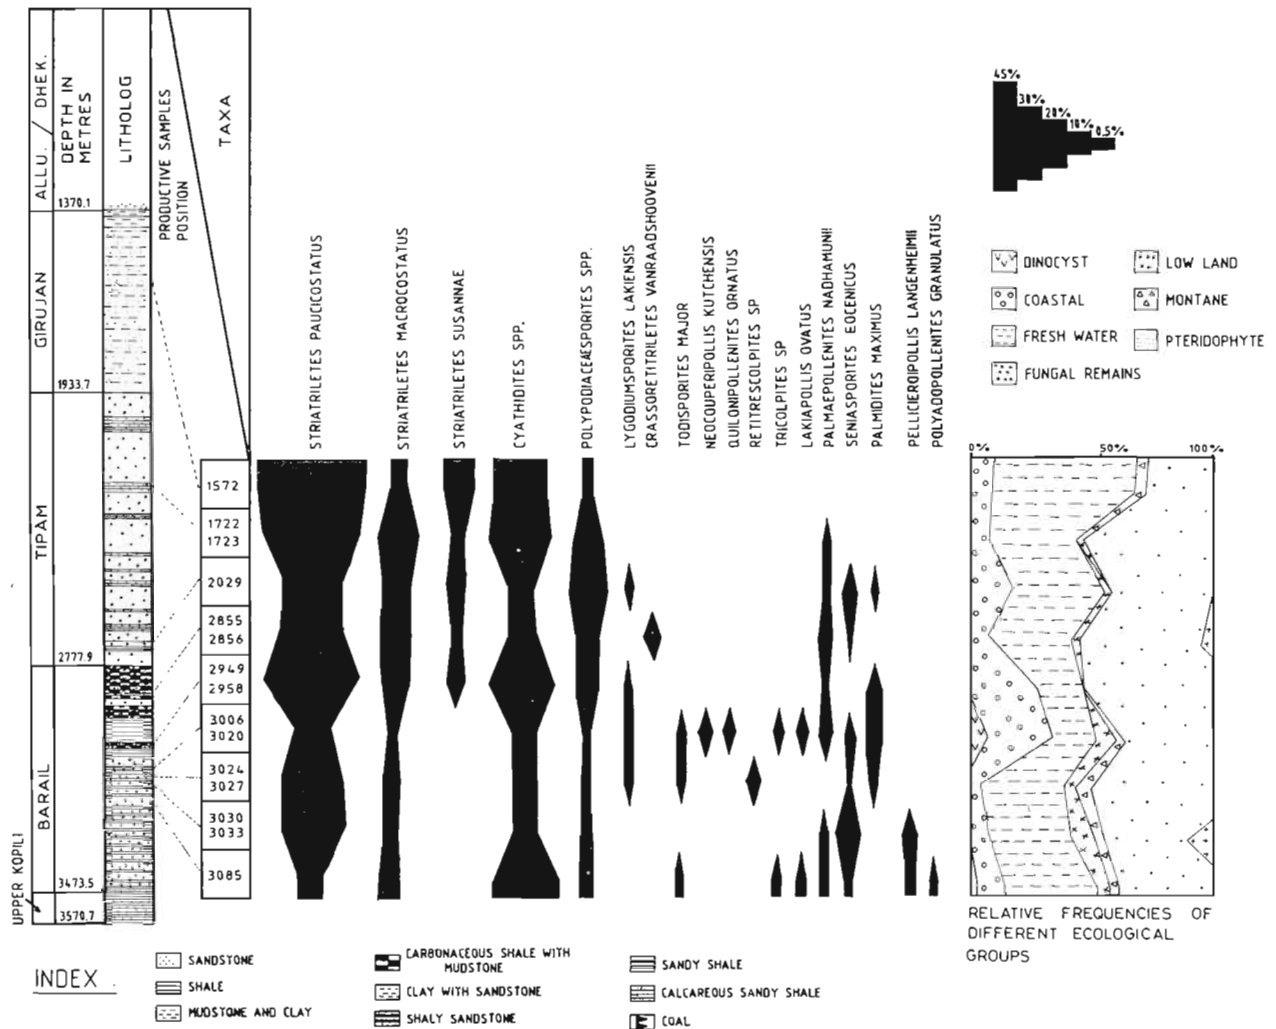 ALLU. / DHEK.
DEPTH IN
METRES
LITHOLOG
PRODUCTIVE SAMPLES
POSITION
TAXA
GIRUJAN
TIPAM
BARAIL
UPPER KOPILI
1370.1
1933.7
2777.9
3473.5
3570.7
1572
1722
1723
2029
2855
2856
2949
2958
3006
3020
3024
3027
3030
3033
3085
STRIATRILETES PAUCICOSTATUS
STRIATRILETES MACROCOSTATUS
STRIATRILETES SUSANNAE
CYATHIDITES SPP.
POLYPODIACEAESPORITES SPP.
LYGODIUMSPORITES LAKIENSIS
CRASSORETITRILETES VANRAADSHOOVENII
TODISPORITES MAJOR
NEOCOUPERIPOLLIS KUTCHENSIS
QUILONIPOLLENITES ORNATUS
RETITRESCOLPITES SP
TRICOLPITES SP
LAKIAPOLLIS OVATUS
PALMAEPOLLENITES NADHAMUNII
SENIASPORITES EOCENICUS
PALMIDITES MAXIMUS
PELLICIEROIPOLLIS LANGENHEIMII
POLYADOPOLLENITES GRANULATUS
45%
30%
20%
10%
0.5%
DINOCYST
LOW LAND
COASTAL
MONTANE
FRESH WATER
PTERIDOPHYTE
FUNGAL REMAINS
0%
50%
100%
RELATIVE FREQUENCIES OF
DIFFERENT ECOLOGICAL
GROUPS
INDEX
SANDSTONE
SHALE
MUDSTONE AND CLAY
CARBONACEOUS SHALE WITH
MUDSTONE
CLAY WITH SANDSTONE
SHALY SANDSTONE
SANDY SHALE
CALCAREOUS SANDY SHALE
COAL